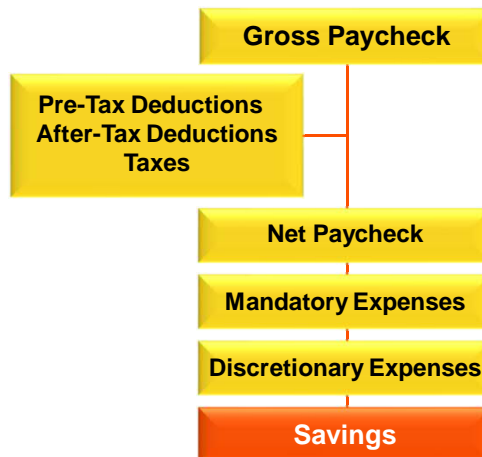 Gross Paycheck
Pre-Tax Deductions
After-Tax Deductions
Taxes
Net Paycheck
Mandatory Expenses
Discretionary Expenses
Savings